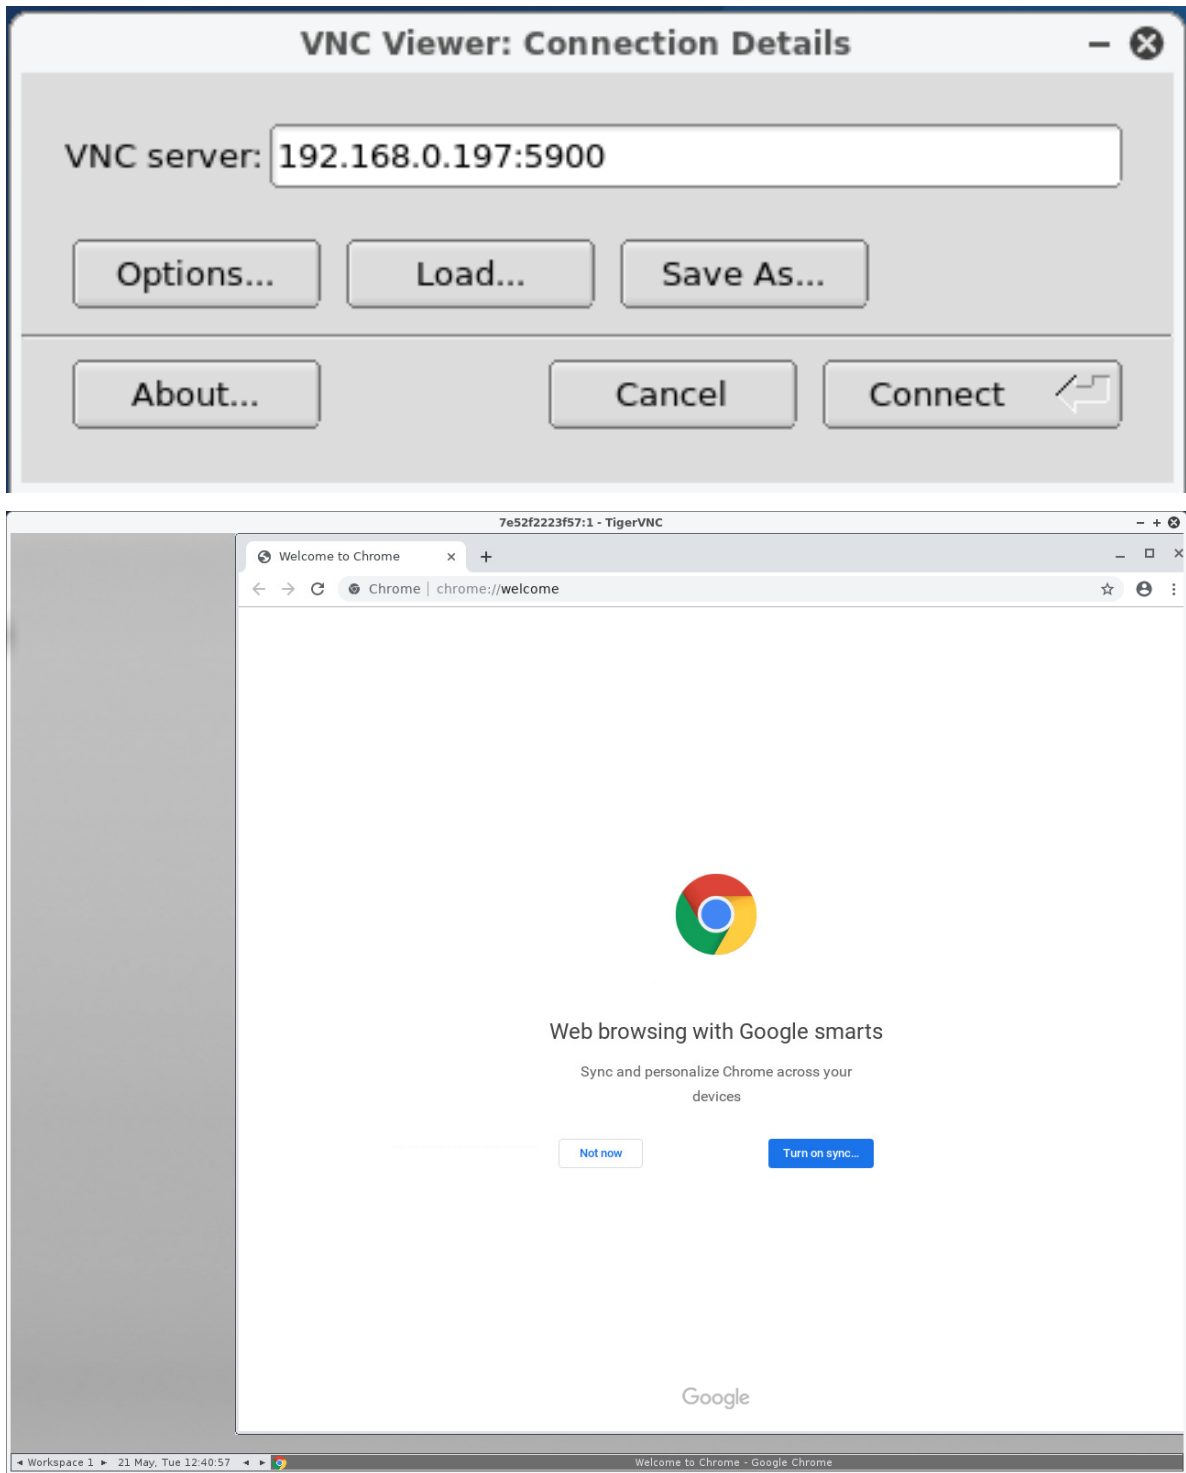 VNC Viewer: Connection Details
VNC server: 192.168.0.197:5900
Options... Load... Save As...
About... Cancel Connect
7e52f2223f57:1 - TigerVNC
Welcome to Chrome
Chrome | chrome://welcome
Web browsing with Google smarts
Sync and personalize Chrome across your
devices
Not now Turn on sync...
Google
Workspace 1 21 May, Tue 12:40:57 Welcome to Chrome - Google Chrome